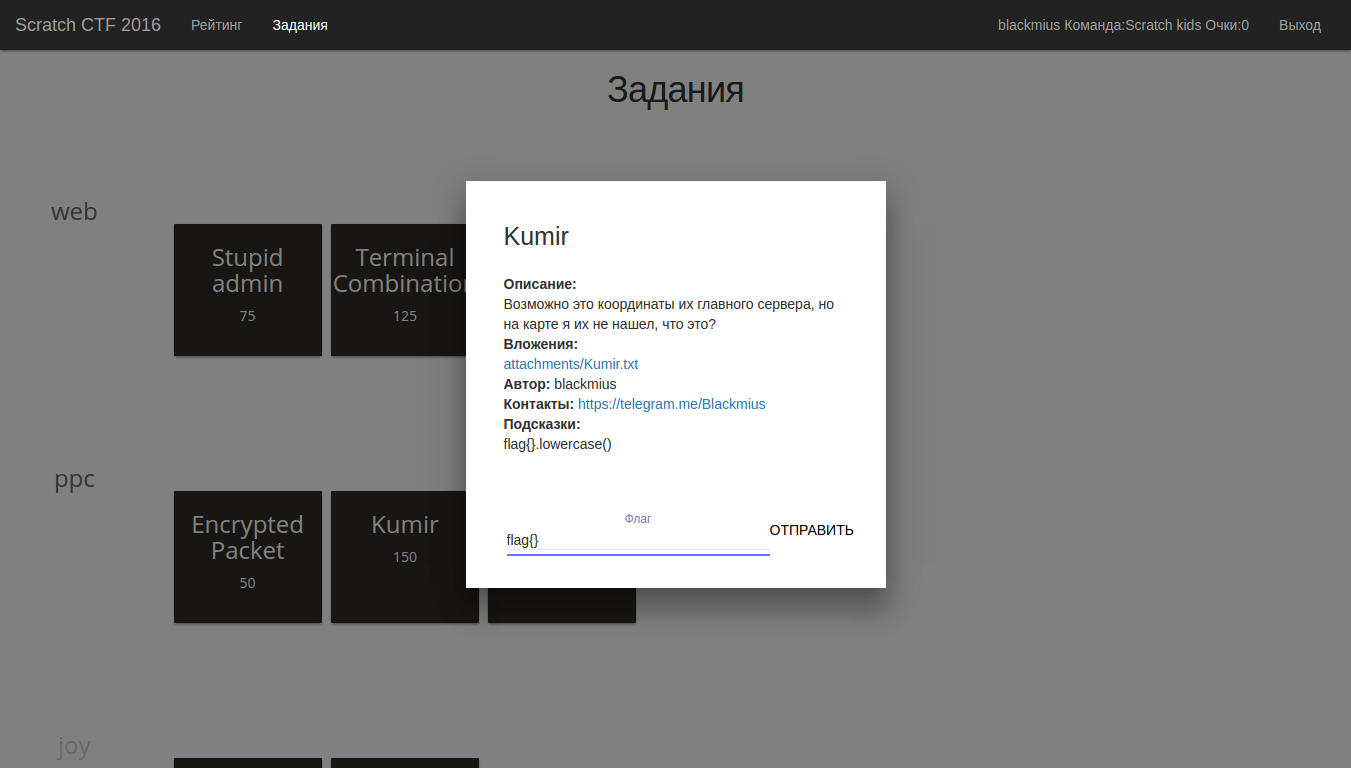 Scratch CTF 2016 Рейтинг Задания blackmius Команда:Scratch kids Очки:0 Выход
Задания
web
Stupid
admin
75
Terminal
Combination
125
Kumir
Описание:
Возможно это координаты их главного сервера, но
на карте я их не нашел, что это?
Вложения:
attachments/Kumir.txt
Автор: blackmius
Контакты: https://telegram.me/Blackmius
Подсказки:
flag{}.lowercase()
Флаг
flag{}
ОТПРАВИТЬ
ppc
Encrypted
Packet
50
Kumir
150
joy